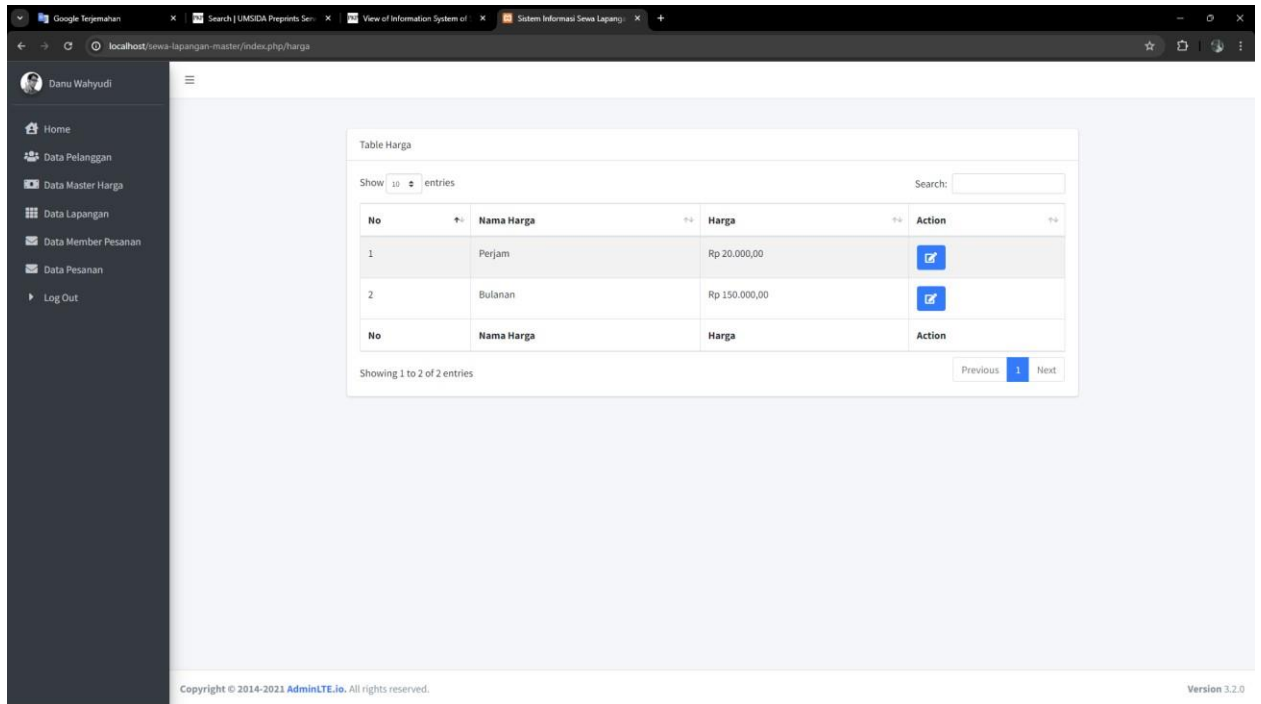 Google Terjemahan
Search | UMSIDA Preprints Serv
View of Information System of
Sistem Informasi Sewa Lapang
localhost/sewa-lapangan-master/index.php/harga
Danu Wahyudi
Home
Data Pelanggan
Data Master Harga
Data Lapangan
Data Member Pesanan
Data Pesanan
Log Out
Table Harga
Show 10 entries Search:
No Nama Harga Harga Action
1 Perjam Rp 20.000,00
2 Bulanan Rp 150.000,00
No Nama Harga Harga Action
Showing 1 to 2 of 2 entries Previous 1 Next
Copyright © 2014-2021 AdminLTE.io. All rights reserved. Version 3.2.0